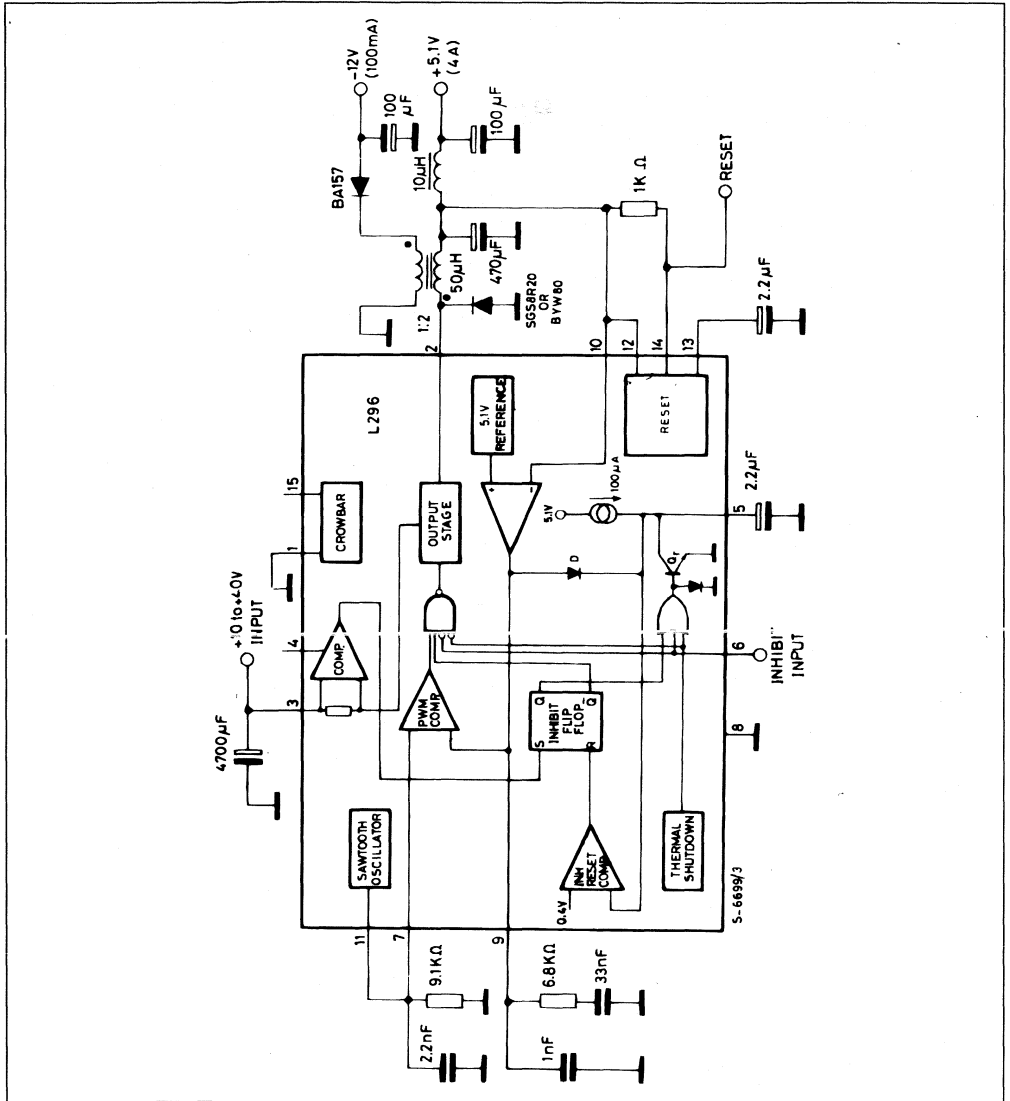 -12V
(100mA)
BA157
100
µF
+5.1V
(4A)
10µH
100µF
1:2
50µH
470µF
SGS8R20
OR
BYW80
1KΩ
RESET
2.2µF
2
10
12
14
13
L296
15
1
CROWBAR
OUTPUT
STAGE
5.1V
REFERENCE
+
-
RESET
+10 to+40V
INPUT
4700µF
3
4
COMP.
PWM
COMP.
5.1V
100µA
D
Qr
5
2.2µF
SAWTOOTH
OSCILLATOR
S
Q
INHIBIT
FLIP
FLOP
R
Q
INH
RESET
COMP.
0.4V
THERMAL
SHUTDOWN
6
INHIBIT
INPUT
8
11
7
9
9.1KΩ
2.2nF
6.8KΩ
33nF
1nF
S-6699/3